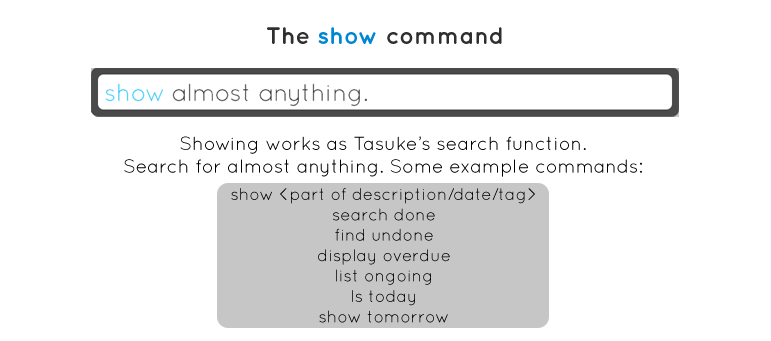 The show command
show almost anything.
Showing works as Tasuke's search function.
Search for almost anything. Some example commands:
show <part of description/date/tag>
search done
find undone
display overdue
list ongoing
ls today
show tomorrow